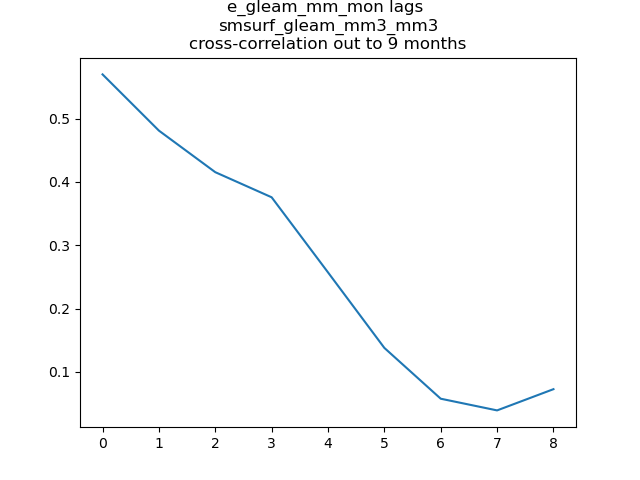 e_gleam_mm_mon lags
smsurf_gleam_mm3_mm3
cross-correlation out to 9 months
0.5
0.4
0.3
0.2
0.1
0 1 2 3 4 5 6 7 8